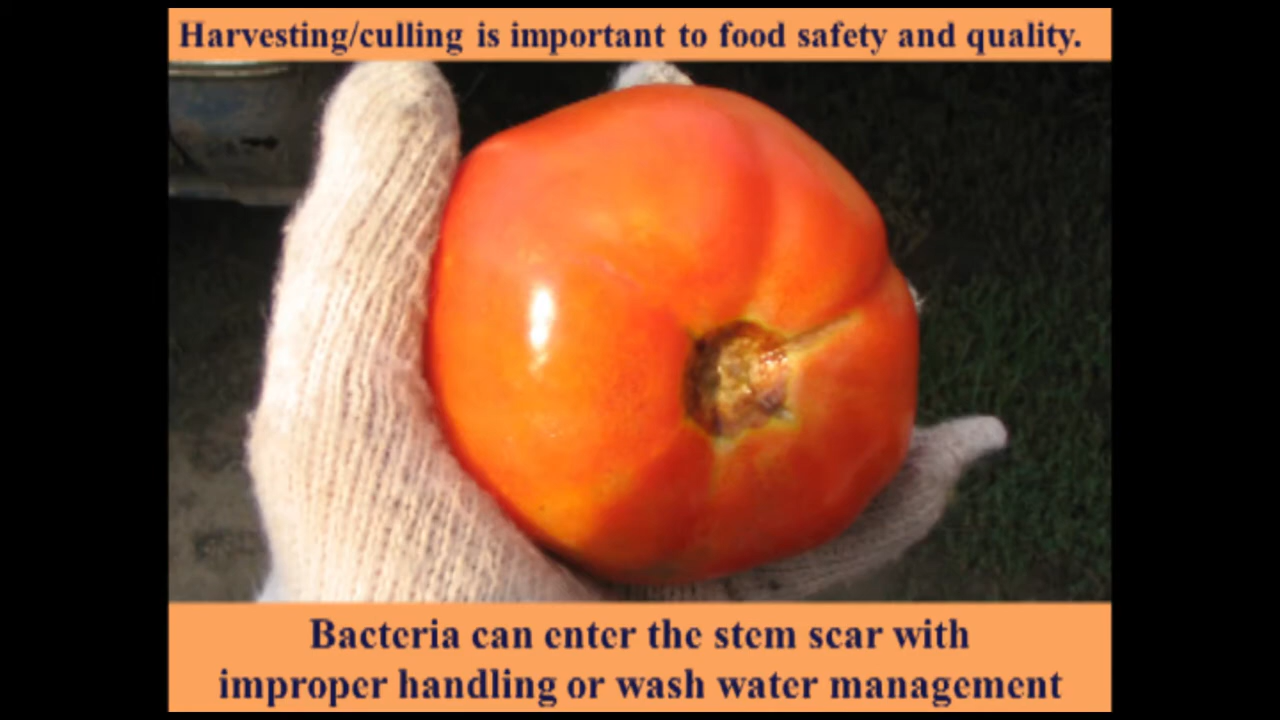 Harvesting/culling is important to food safety and quality.
Bacteria can enter the stem scar with
improper handling or wash water management